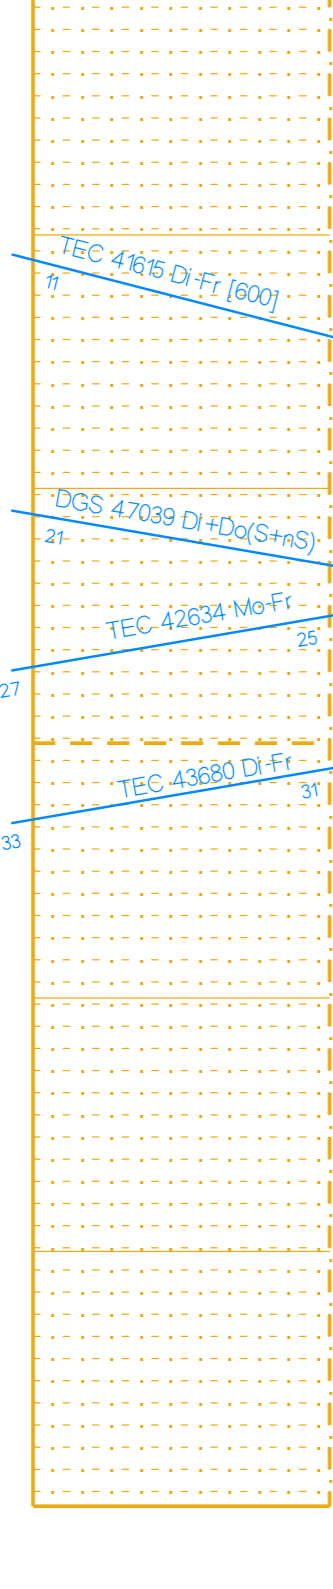 TEC 41615 Di-Fr [600]
11
DGS 47039 Di+Do(S+nS)
21
TEC 42634 Mo-Fr
25
27
TEC 43680 Di-Fr
31
33